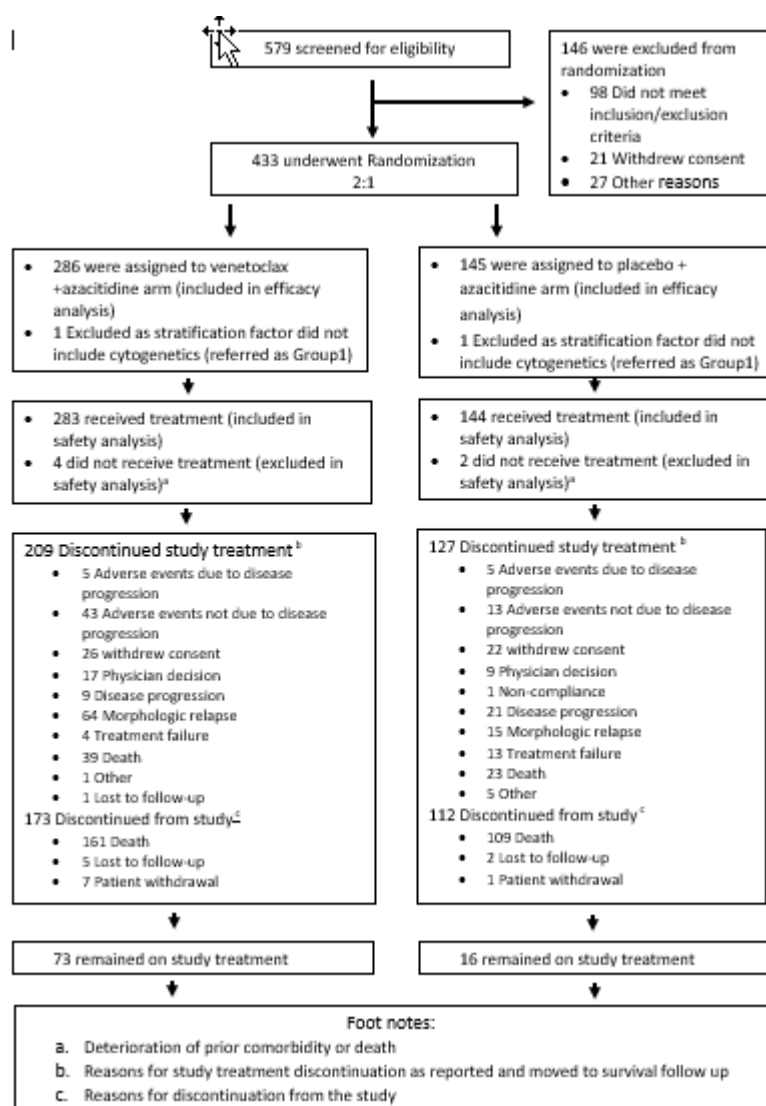 579 screened for eligibility
146 were excluded from
randomization
• 98 Did not meet
inclusion/exclusion
criteria
• 21 Withdrew consent
• 27 Other reasons
433 underwent Randomization
2:1
• 286 were assigned to venetoclax
+azacitidine arm (included in efficacy
analysis)
• 1 Excluded as stratification factor did not
include cytogenetics (referred as Group1)
• 145 were assigned to placebo +
azacitidine arm (included in efficacy
analysis)
• 1 Excluded as stratification factor did not
include cytogenetics (referred as Group1)
• 283 received treatment (included in
safety analysis)
• 4 did not receive treatment (excluded in
safety analysis)a
• 144 received treatment (included in
safety analysis)
• 2 did not receive treatment (excluded in
safety analysis)a
209 Discontinued study treatment b
• 5 Adverse events due to disease
progression
• 43 Adverse events not due to disease
progression
• 26 withdrew consent
• 17 Physician decision
• 9 Disease progression
• 64 Morphologic relapse
• 4 Treatment failure
• 39 Death
• 1 Other
• 1 Lost to follow-up
173 Discontinued from studyc
• 161 Death
• 5 Lost to follow-up
• 7 Patient withdrawal
127 Discontinued study treatment b
• 5 Adverse events due to disease
progression
• 13 Adverse events not due to disease
progression
• 22 withdrew consent
• 9 Physician decision
• 1 Non-compliance
• 21 Disease progression
• 15 Morphologic relapse
• 13 Treatment failure
• 23 Death
• 5 Other
112 Discontinued from study c
• 109 Death
• 2 Lost to follow-up
• 1 Patient withdrawal
73 remained on study treatment
16 remained on study treatment
Foot notes:
a. Deterioration of prior comorbidity or death
b. Reasons for study treatment discontinuation as reported and moved to survival follow up
c. Reasons for discontinuation from the study